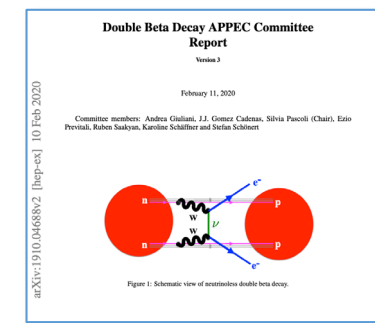 Double Beta Decay APPEC Committee
Report
Version 3
February 11, 2020
Committee members: Andrea Giuliani, J.J. Gomez Cadenas, Silvia Pascoli (Chair), Ezio
Previtali, Ruben Saakyan, Karoline Schäffner and Stefan Schönert
arXiv:1910.04688v2 [hep-ex] 10 Feb 2020
e⁻
n p
W
ν
W
n p
e⁻
Figure 1: Schematic view of neutrinoless double beta decay.